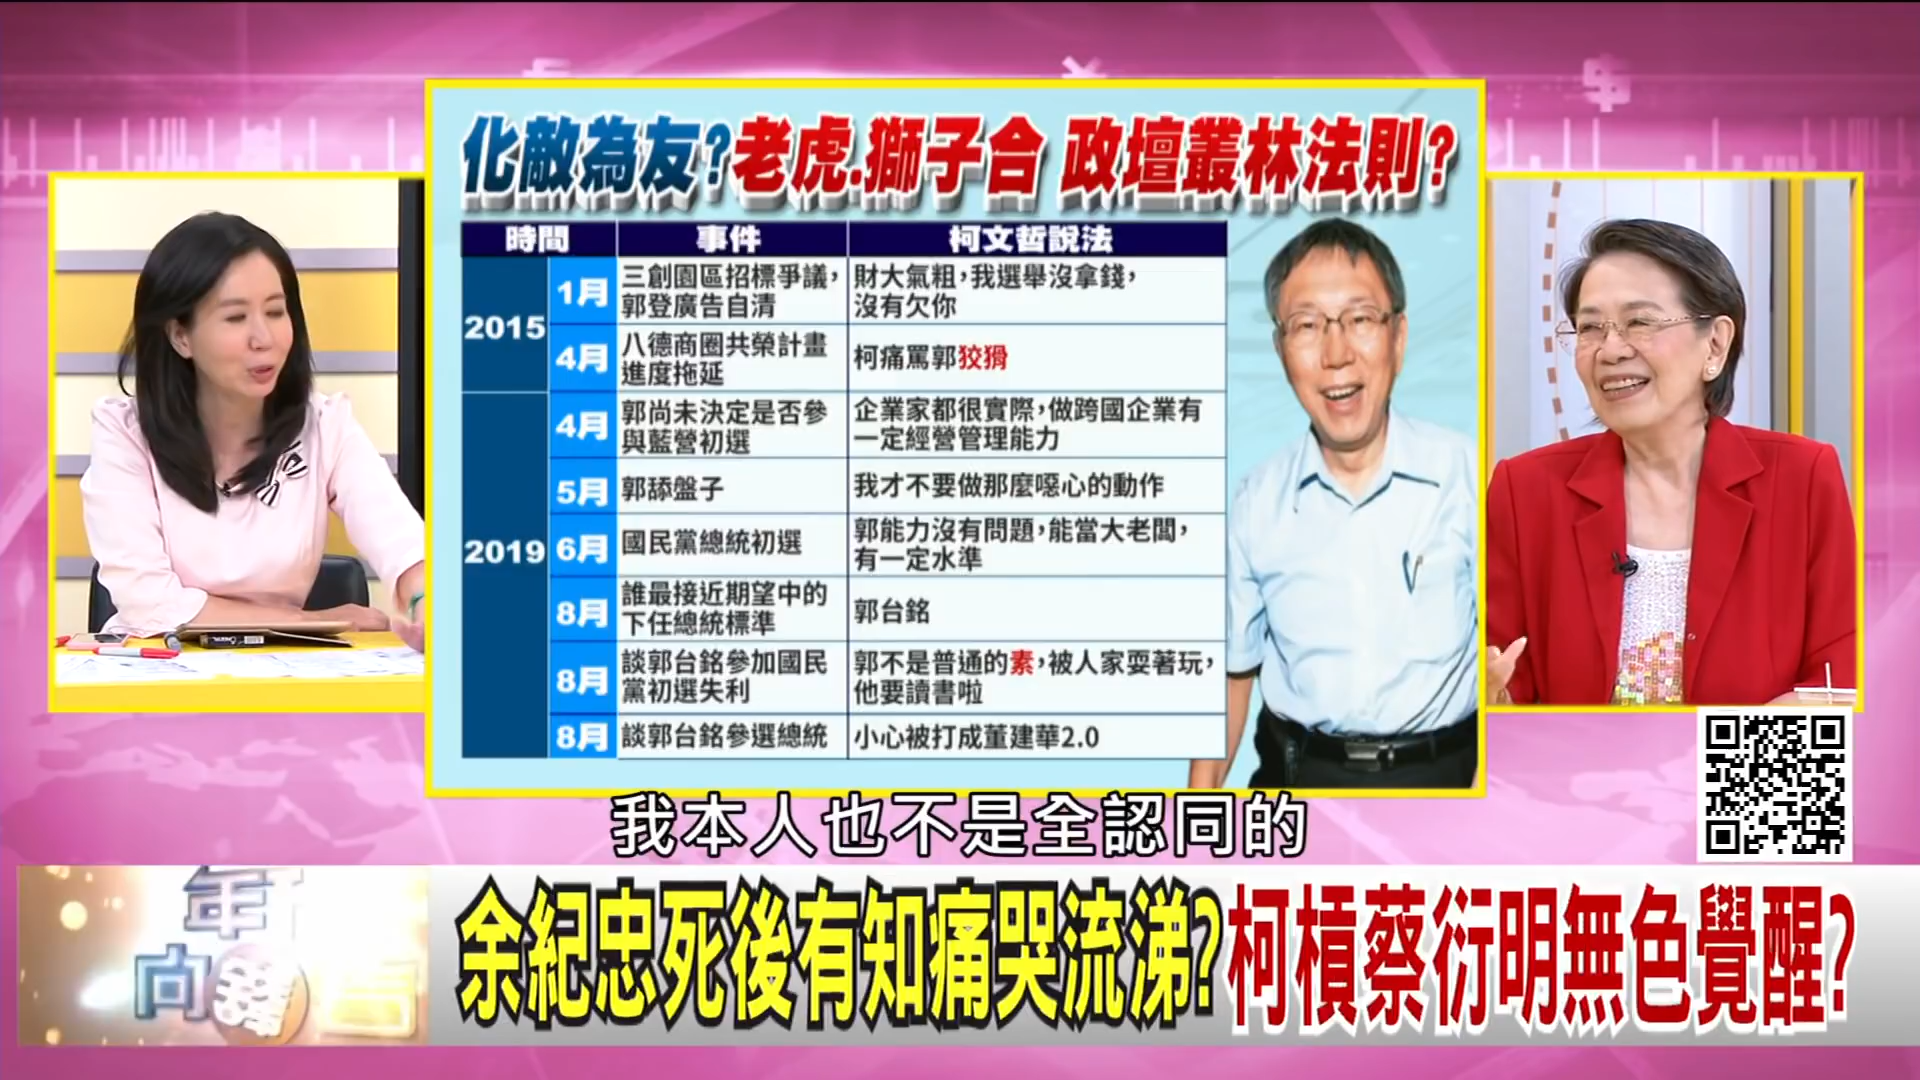 化敵為友?老虎.獅子合 政壇叢林法則?
時間 事件 柯文哲說法
2015
1月
三創園區招標爭議,
郭登廣告自清
財大氣粗,我選舉沒拿錢,
沒有欠你
4月
八德商圈共榮計畫
進度拖延
柯痛罵郭狡猾
2019
4月
郭尚未決定是否參
與藍營初選
企業家都很實際,做跨國企業有
一定經營管理能力
5月
郭舔盤子
我才不要做那麼噁心的動作
6月
國民黨總統初選
郭能力沒有問題,能當大老闆,
有一定水準
8月
誰最接近期望中的
下任總統標準
郭台銘
8月
談郭台銘參加國民
黨初選失利
郭不是普通的素,被人家耍著玩,
他要讀書啦
8月
談郭台銘參選總統
小心被打成董建華2.0
我本人也不是全認同的
年
向
余紀忠死後有知痛哭流涕?柯槓蔡衍明無色覺醒?